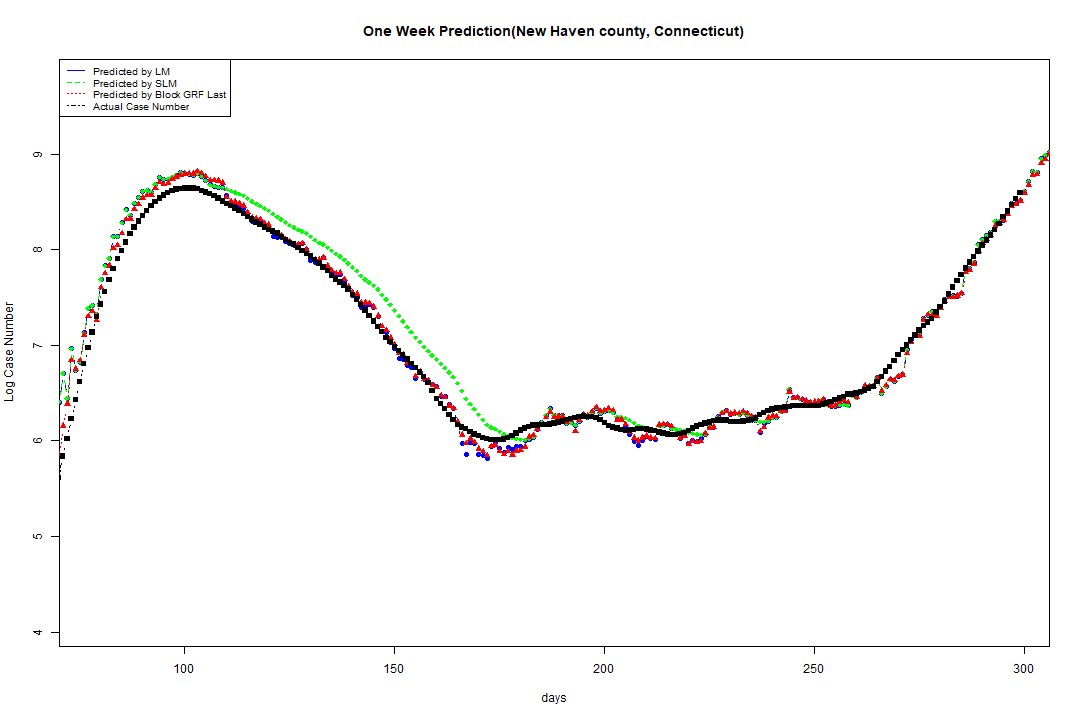 One Week Prediction(New Haven county, Connecticut)
Predicted by LM
Predicted by SLM
Predicted by Block GRF Last
Actual Case Number
9
8
7
6
5
4
Log Case Number
100 150 200 250 300
days